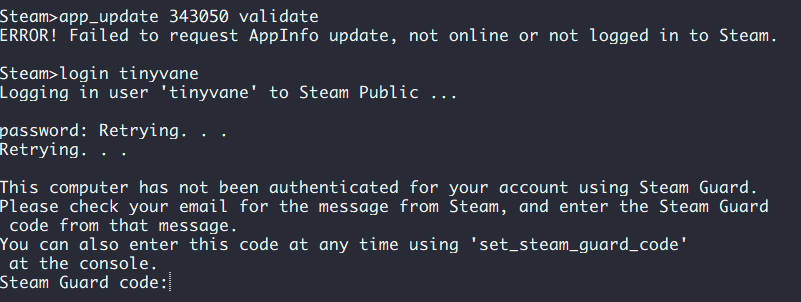 Steam>app_update 343050 validate
ERROR! Failed to request AppInfo update, not online or not logged in to Steam.
Steam>login tinyvane
Logging in user 'tinyvane' to Steam Public ...
password: Retrying. . .
Retrying. . .
This computer has not been authenticated for your account using Steam Guard.
Please check your email for the message from Steam, and enter the Steam Guard
code from that message.
You can also enter this code at any time using 'set_steam_guard_code'
at the console.
Steam Guard code: